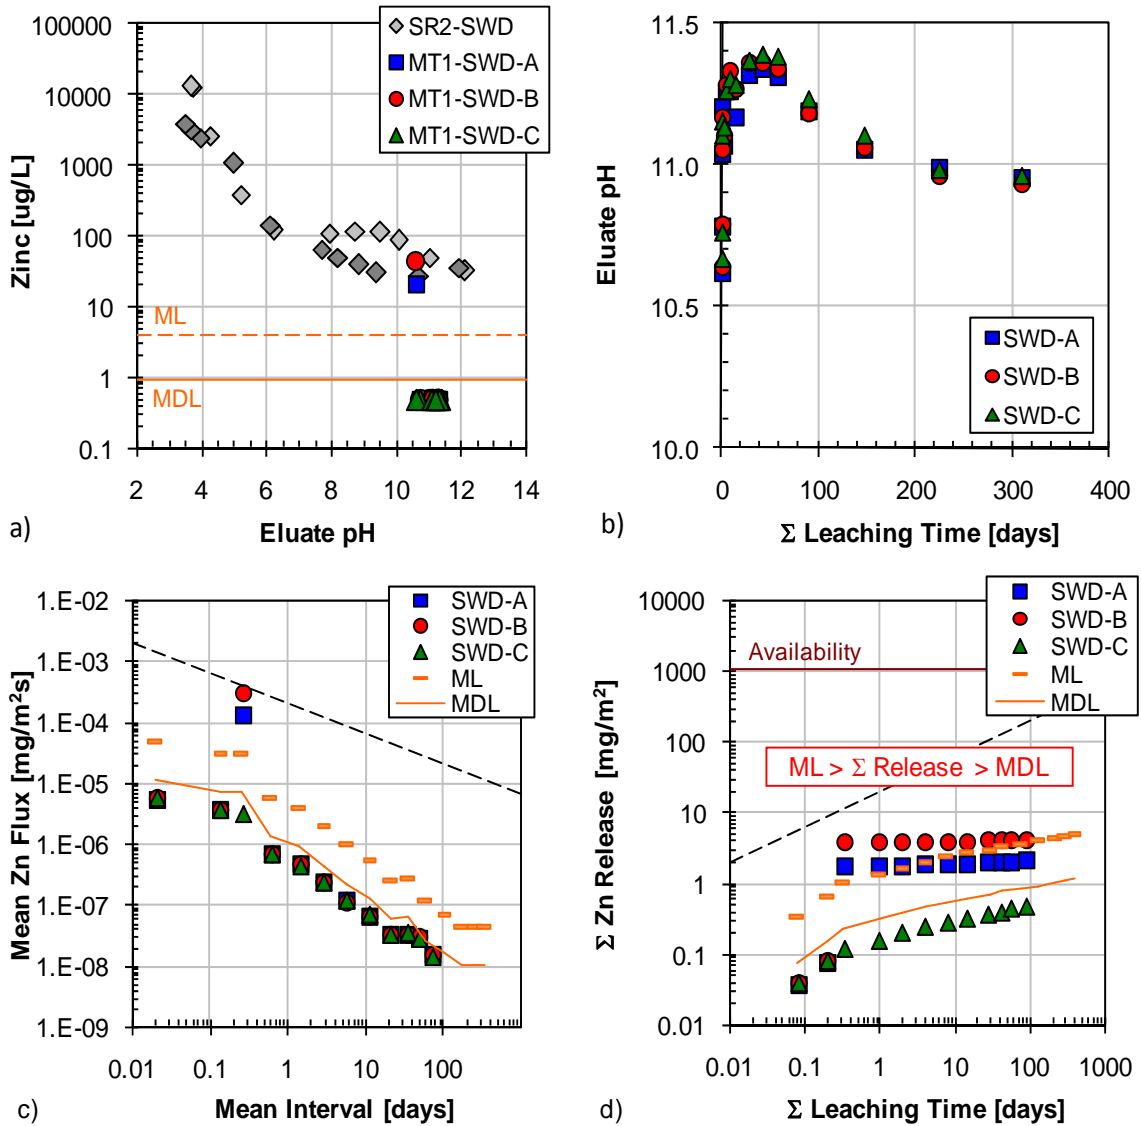 100000
10000
1000
100
10
1
0.1
Zinc [ug/L]
SR2-SWD
MT1-SWD-A
MT1-SWD-B
MT1-SWD-C
ML
MDL
2 4 6 8 10 12 14
Eluate pH
a)
11.5
11.0
10.5
10.0
Eluate pH
SWD-A
SWD-B
SWD-C
0 100 200 300 400
Σ Leaching Time [days]
b)
1.E-02
1.E-03
1.E-04
1.E-05
1.E-06
1.E-07
1.E-08
1.E-09
Mean Zn Flux [mg/m²s]
SWD-A
SWD-B
SWD-C
ML
MDL
0.01 0.1 1 10 100
Mean Interval [days]
c)
10000
1000
100
10
1
0.1
0.01
Σ Zn Release [mg/m²]
SWD-A
SWD-B
SWD-C
ML
MDL
Availability
ML > Σ Release > MDL
0.01 0.1 1 10 100 1000
Σ Leaching Time [days]
d)